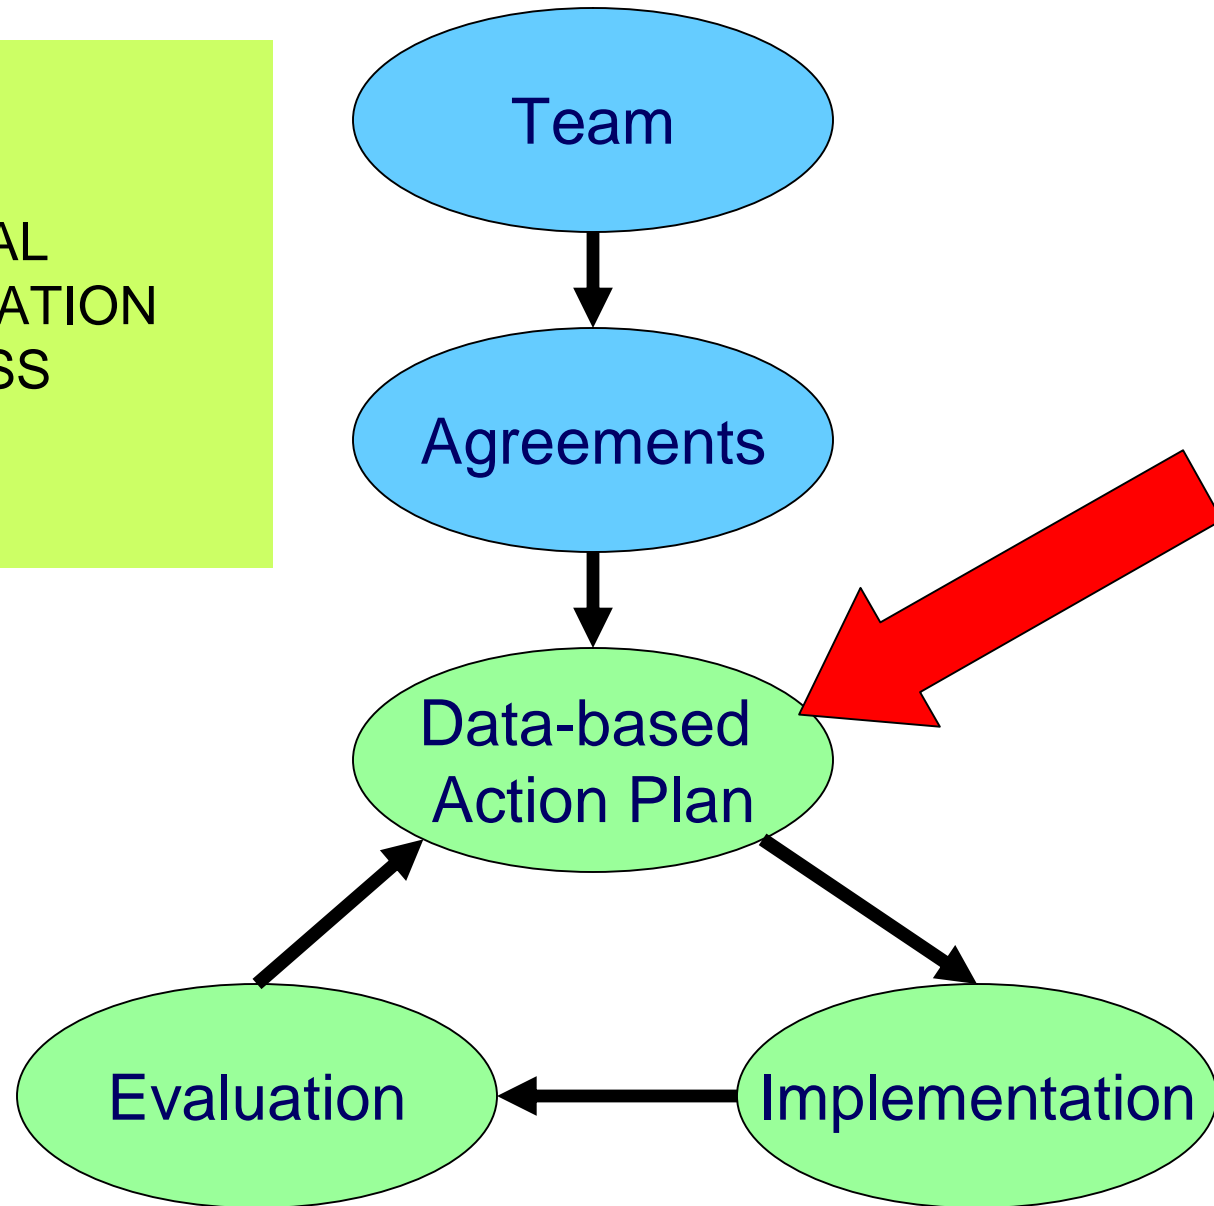 Team
AL
ATION
SS
Agreements
Data-based
Action Plan
Evaluation
Implementation